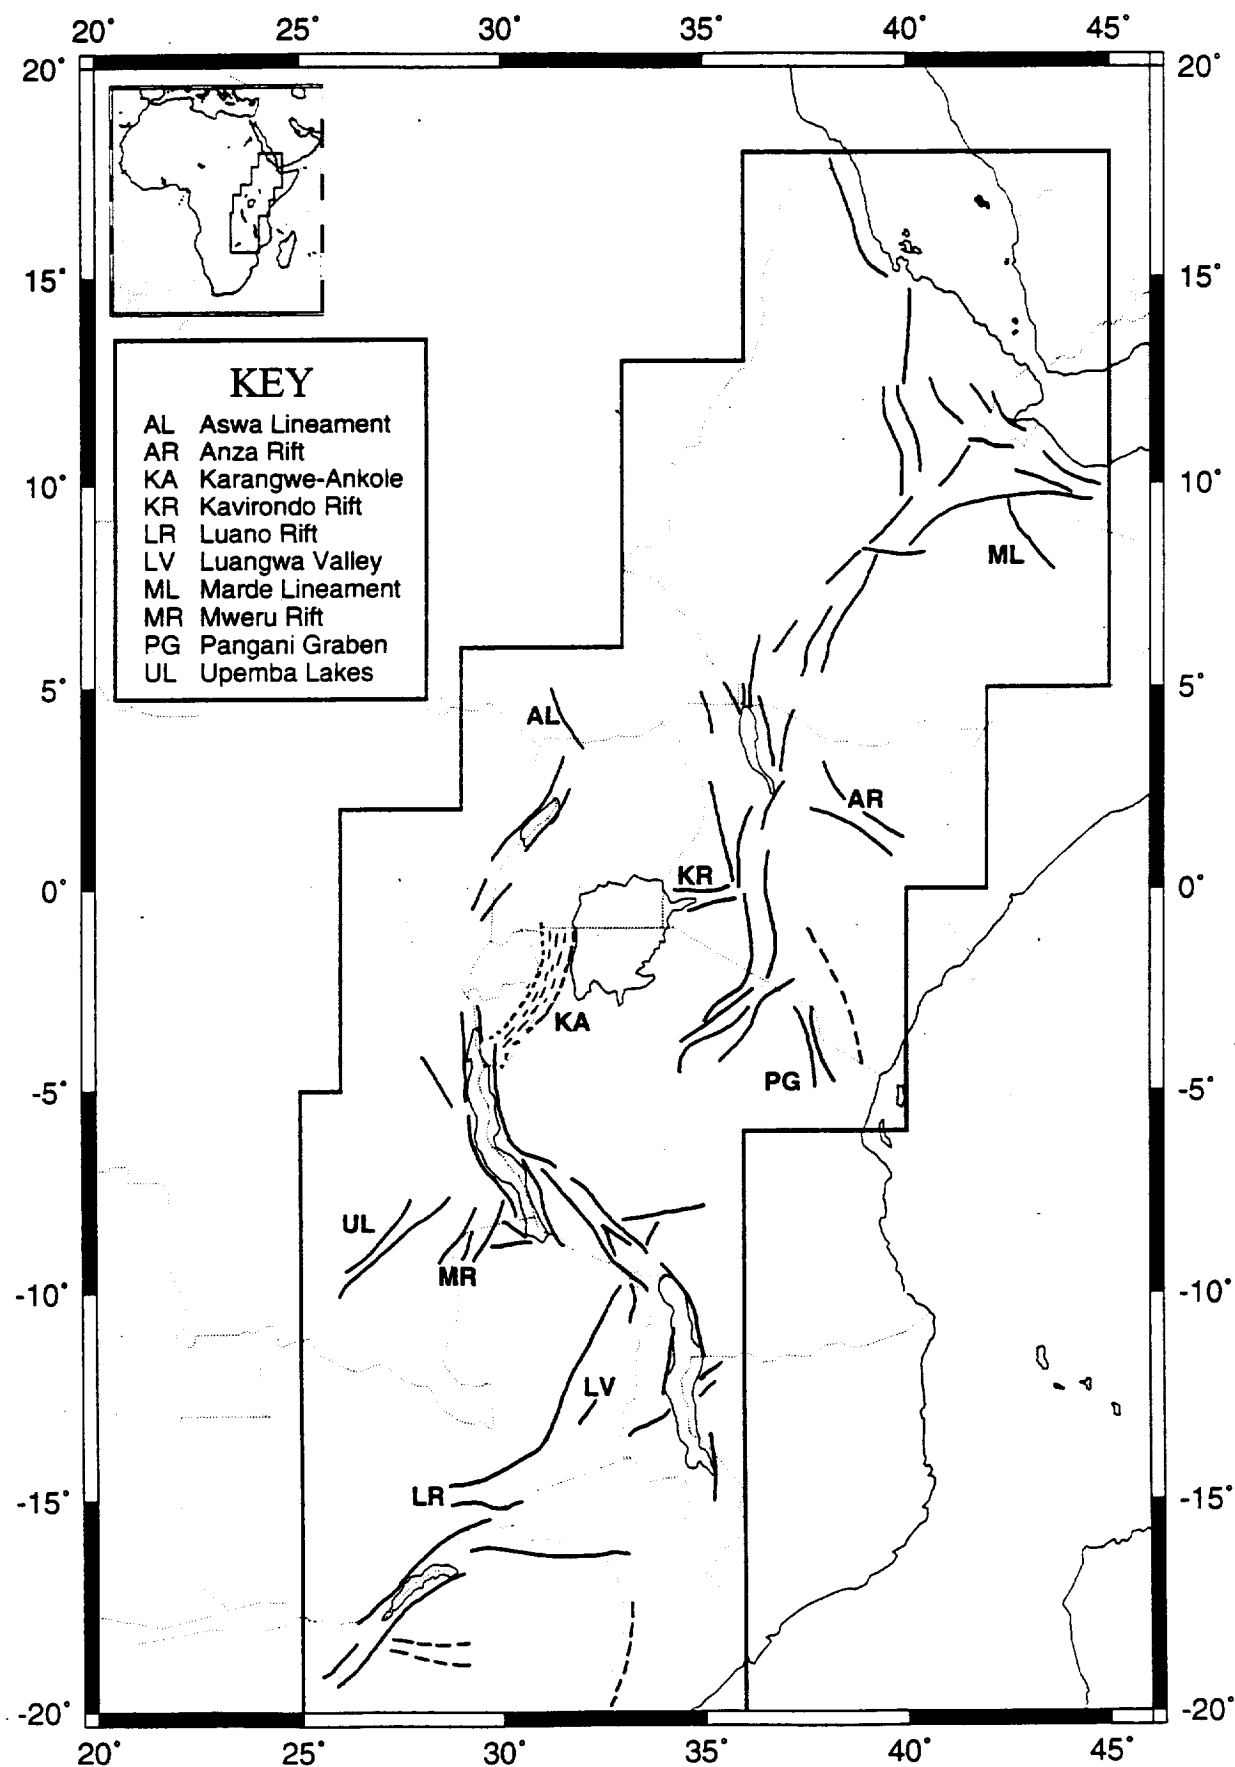 20° 25° 30° 35° 40° 45°
20° 20°
15° 15°
KEY
AL Aswa Lineament
AR Anza Rift
KA Karangwe-Ankole
KR Kavirondo Rift
LR Luano Rift
LV Luangwa Valley
ML Marde Lineament
MR Mweru Rift
PG Pangani Graben
UL Upemba Lakes
10° 10°
ML
5° 5°
AL
AR
KR
0° 0°
KA
PG
-5° -5°
UL
MR
-10° -10°
LV
LR
-15° -15°
-20° -20°
20° 25° 30° 35° 40° 45°